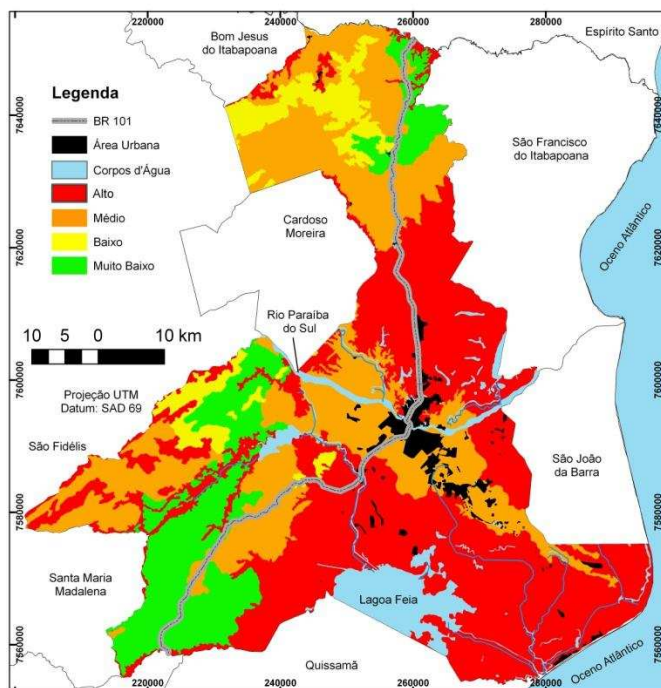 220000 240000 260000 280000
Bom Jesus
do Itabapoana
Espírito Santo
7640000
7640000
Legenda
BR 101
Área Urbana
Corpos d'Água
Alto
Médio
Baixo
Muito Baixo
São Francisco
do Itabapoana
Cardoso
Moreira
Oceno Atlântico
7620000
7620000
Rio Paraíba
do Sul
10 5 0 10 km
Projeção UTM
Datum: SAD 69
7600000
7600000
São Fidélis
São João
da Barra
7580000
7580000
Santa Maria
Madalena
Lagoa Feia
7560000
7560000
Quissamã
Oceno Atlântico
220000 240000 260000 280000